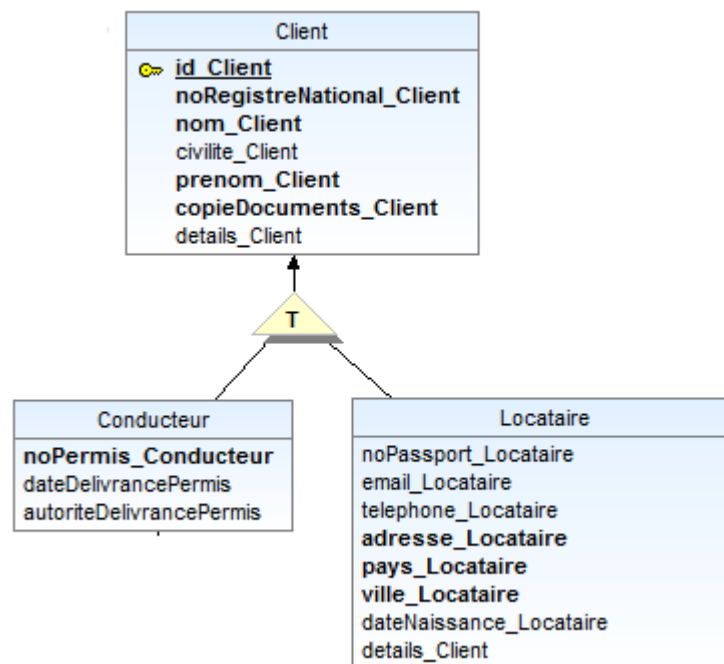 Client
id_Client
noRegistreNational_Client
nom_Client
civilite_Client
prenom_Client
copieDocuments_Client
details_Client
T
Conducteur
noPermis_Conducteur
dateDelivrancePermis
autoriteDelivrancePermis
Locataire
noPassport_Locataire
email_Locataire
telephone_Locataire
adresse_Locataire
pays_Locataire
ville_Locataire
dateNaissance_Locataire
details_Client